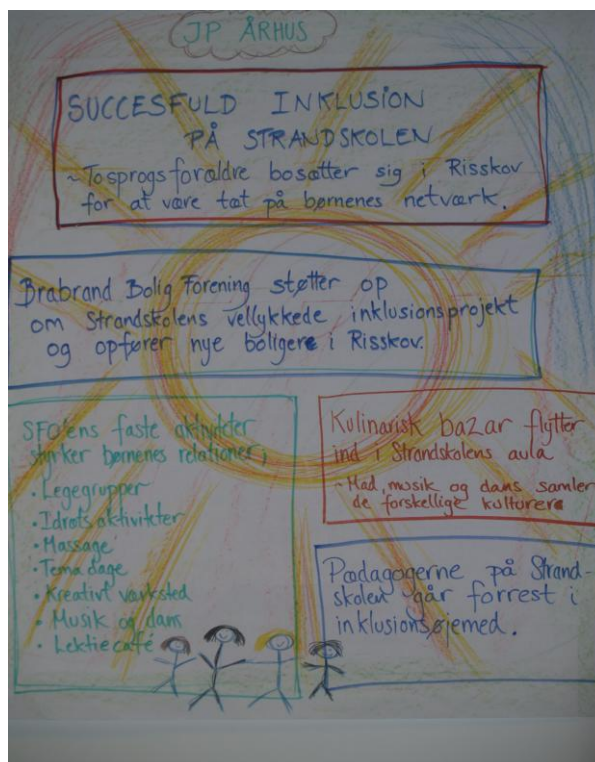 JP ÅRHUS
SUCCESFULD INKLUSION
PÅ STRANDSKOLEN
~Tosprogsforældre bosætter sig i Risskov
for at være tæt på børnenes netværk.
Brabrand Bolig Forening støtter op
om Strandskolens vellykkede inklusionsprojekt
og opfører nye boligere i Risskov.
SFO'ens faste aktiviteter
styrker børnenes relationer;
• Legegrupper
• Idrætsaktiviteter
• Massage
• Tema dage
• Kreativt værksted
• Musik og dans
• Lektiecafé
Kulinarisk bazar flytter
ind i Strandskolens aula
~ Mad, musik og dans samler
de forskellige kulturere
Pædagogerne på Strand-
skolen går forrest i
inklusionsøjemed.